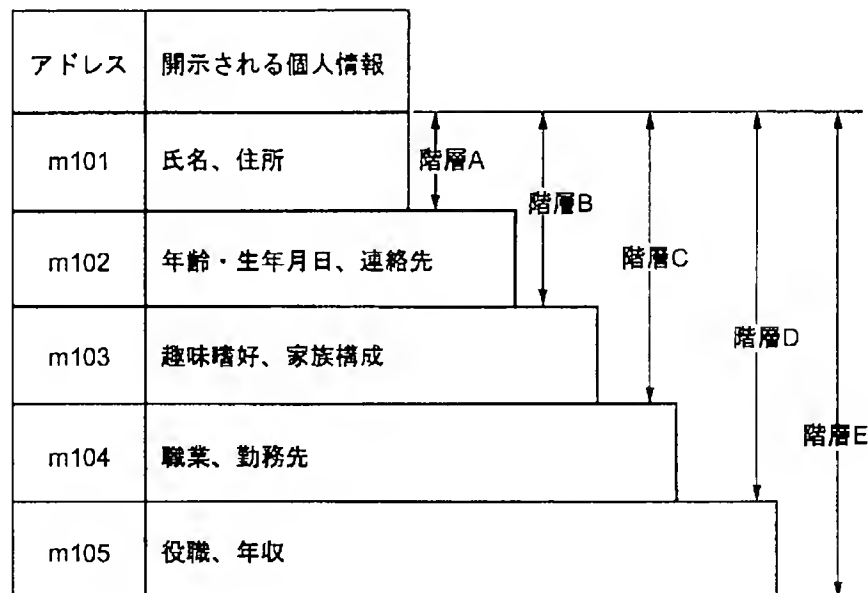 アドレス 開示される個人情報
m101 氏名、住所 階層A
階層B
m102 年齢・生年月日、連絡先 階層C
m103 趣味嗜好、家族構成 階層D
m104 職業、勤務先 階層E
m105 役職、年収